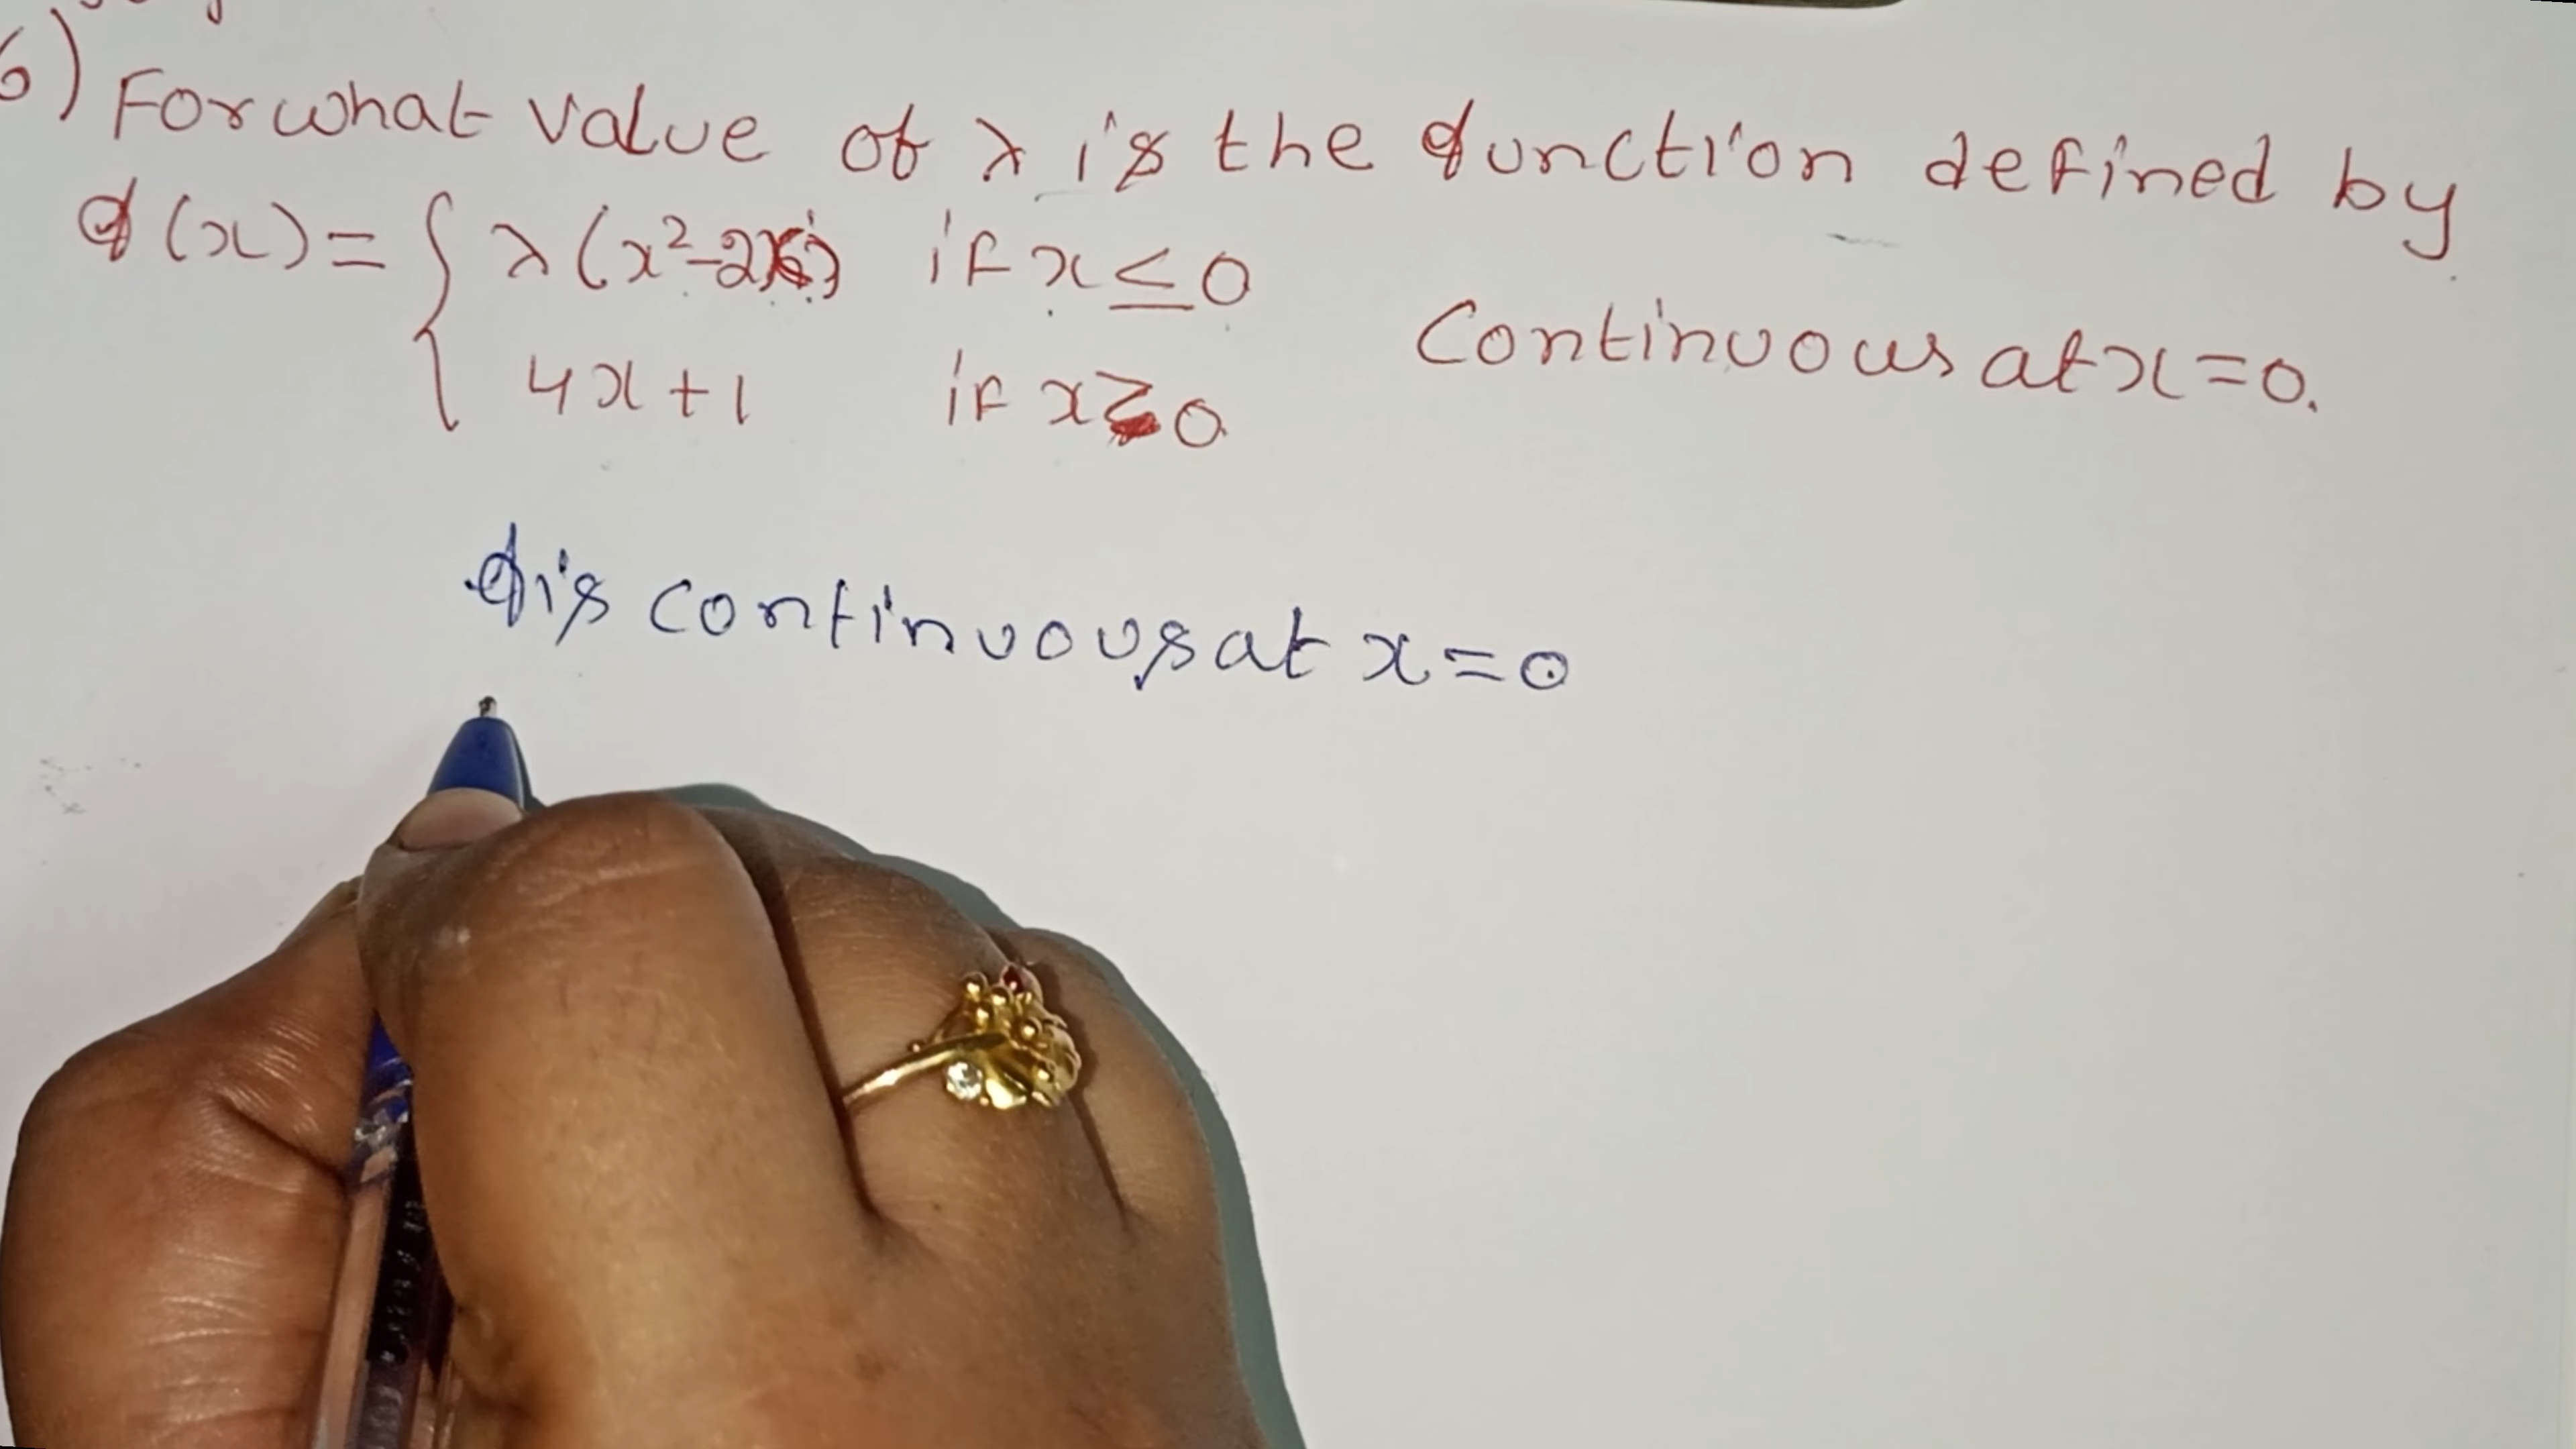 6) For what value of λ is the function defined by
f(x) = { λ(x²-2x) if x ≤ 0
4x+1 if x > 0 Continuous at x=0.
f is continuous at x=0